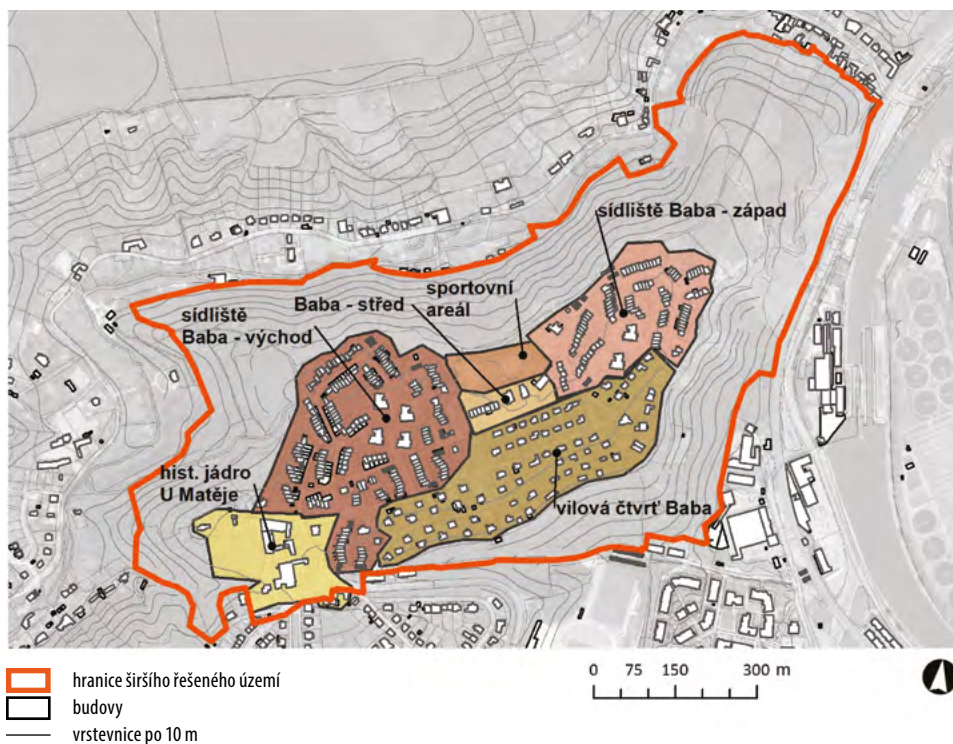 sídliště Baba - západ
sportovní
areál
Baba - střed
sídliště
Baba - východ
hist. jádro
U Matěje
vilová čtvrť Baba
0 75 150 300 m
hranice širšího řešeného území
budovy
vrstevnice po 10 m